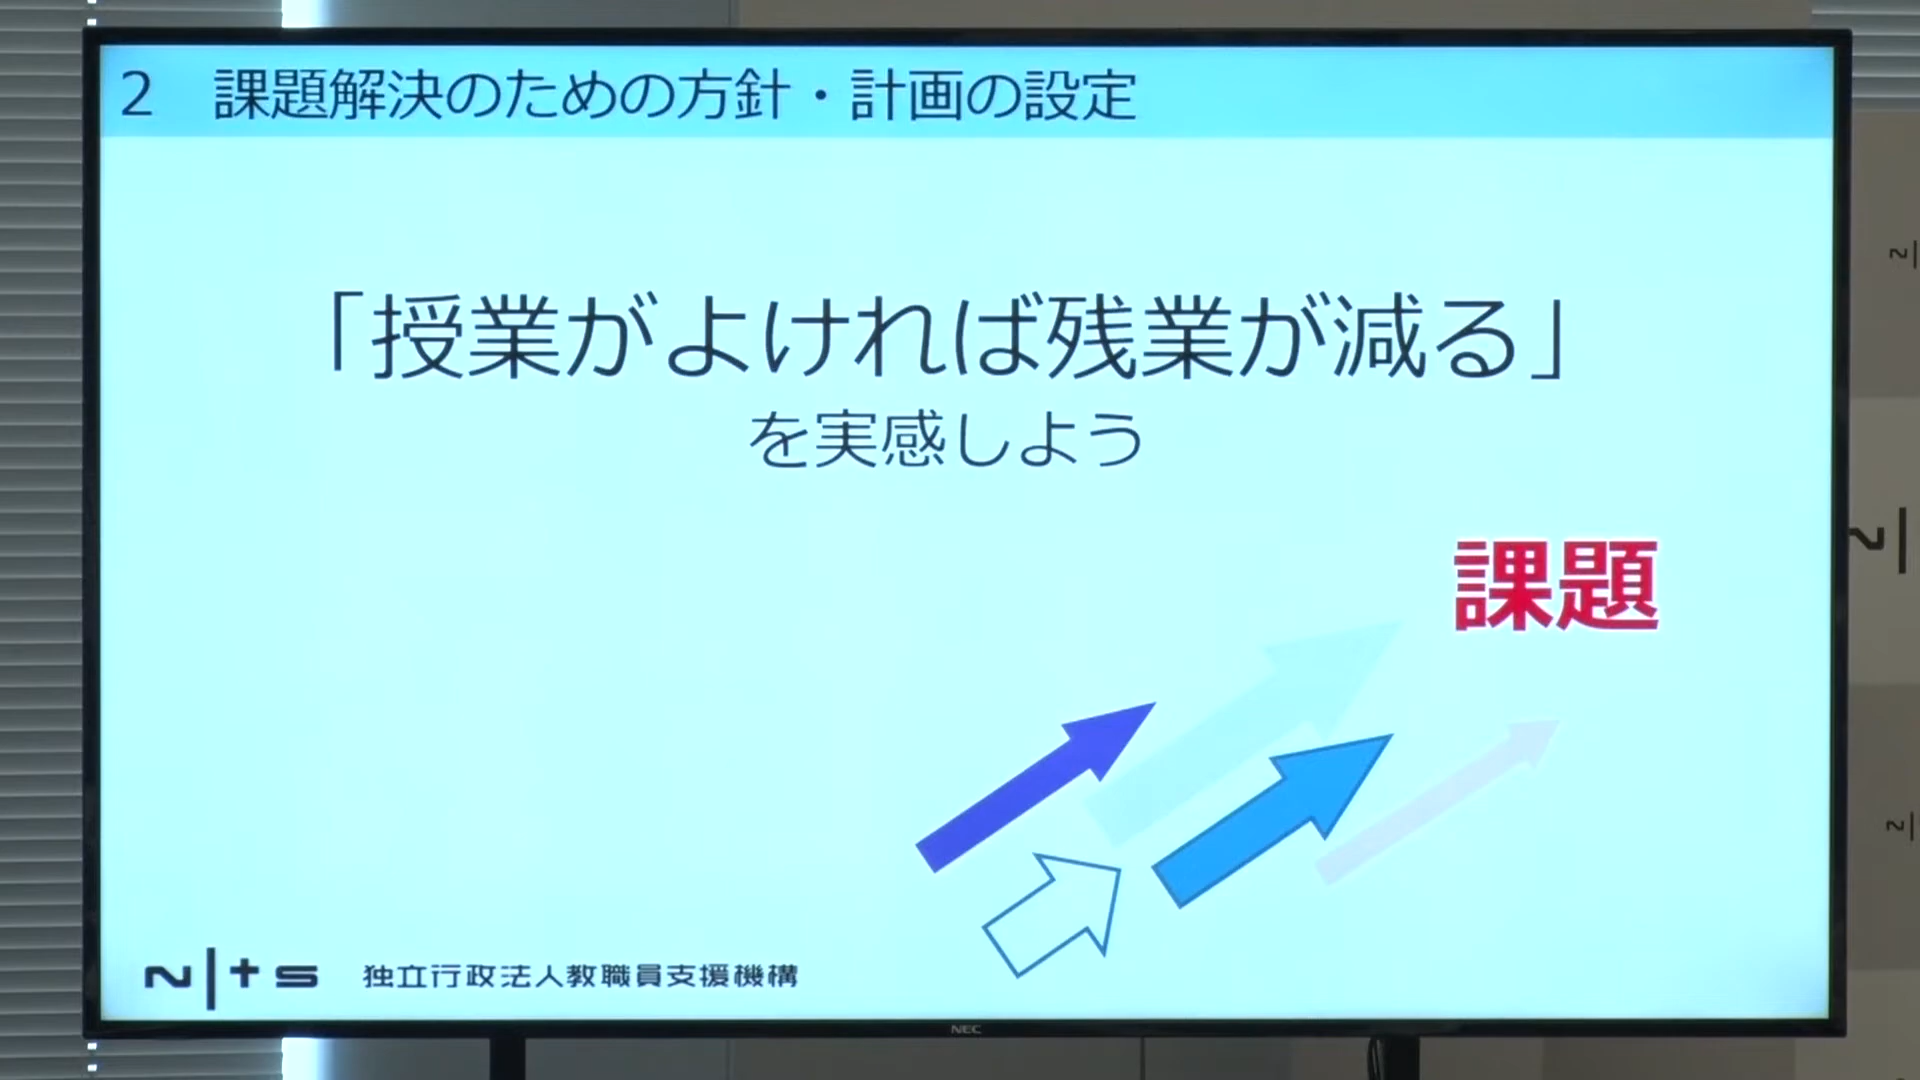 2　課題解決のための方針・計画の設定
「授業がよければ残業が減る」
を実感しよう
課題
N|ts 独立行政法人教職員支援機構
NEC